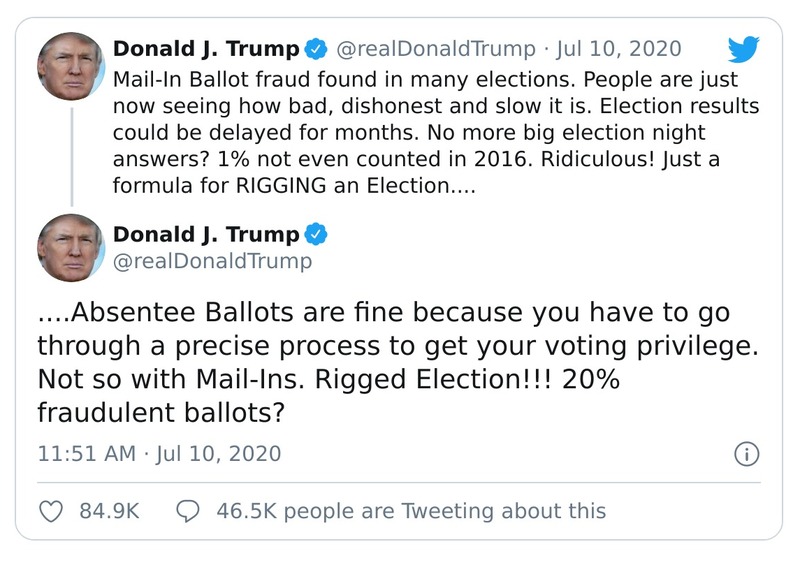 Donald J. Trump @realDonaldTrump · Jul 10, 2020
Mail-In Ballot fraud found in many elections. People are just
now seeing how bad, dishonest and slow it is. Election results
could be delayed for months. No more big election night
answers? 1% not even counted in 2016. Ridiculous! Just a
formula for RIGGING an Election....
Donald J. Trump
@realDonaldTrump
....Absentee Ballots are fine because you have to go
through a precise process to get your voting privilege.
Not so with Mail-Ins. Rigged Election!!! 20%
fraudulent ballots?
11:51 AM · Jul 10, 2020
84.9K 46.5K people are Tweeting about this